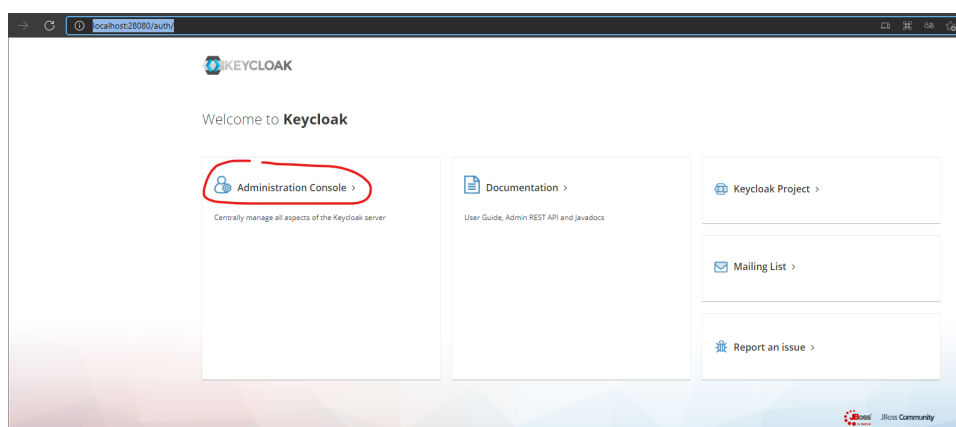 localhost:28080/auth/
KEYCLOAK
Welcome to Keycloak
Administration Console >
Centrally manage all aspects of the Keycloak server
Documentation >
User Guide, Admin REST API and Javadocs
Keycloak Project >
Mailing List >
Report an issue >
JBoss
JBoss Community